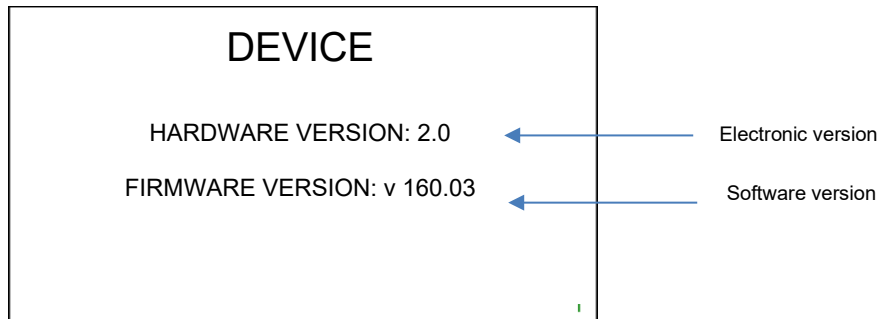 DEVICE
HARDWARE VERSION: 2.0
Electronic version
FIRMWARE VERSION: v 160.03
Software version